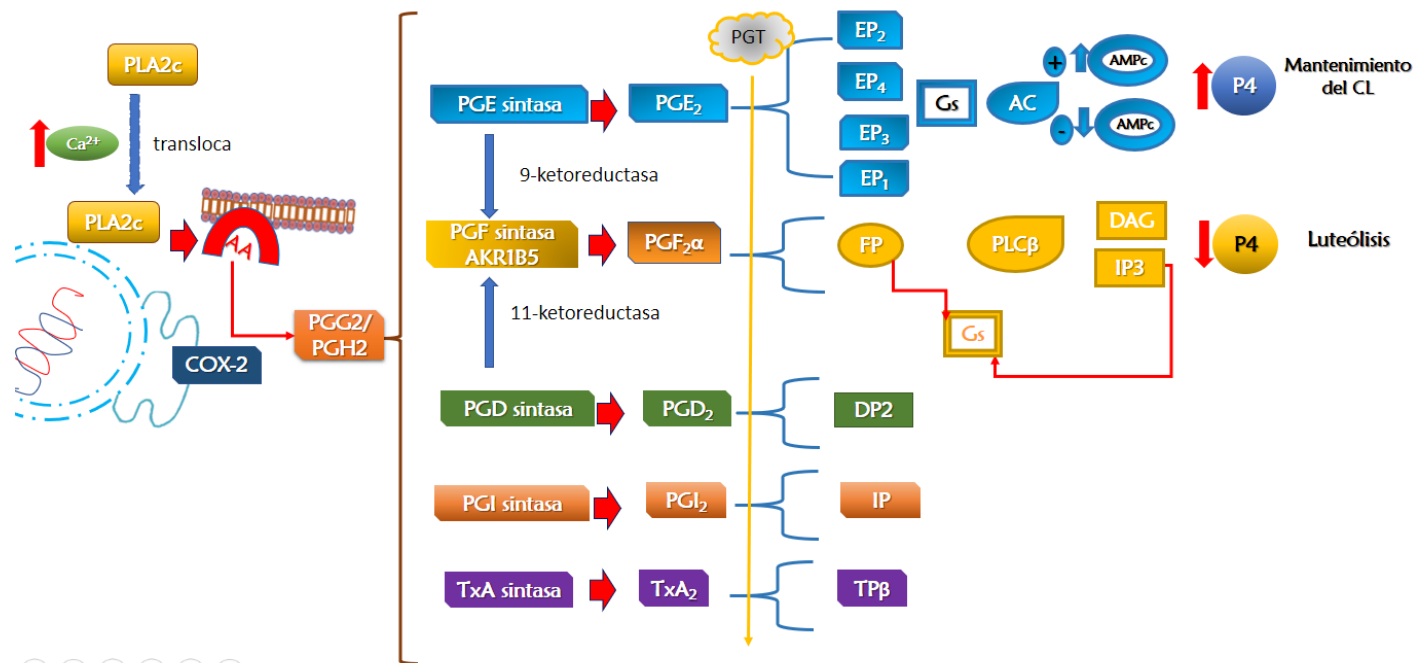 PLA2c
Ca2+
transloca
PLA2c
AA
COX-2
PGG2/
PGH2
PGE sintasa
PGE2
9-ketoreductasa
PGF sintasa
AKR1B5
PGF2α
11-ketoreductasa
PGD sintasa
PGD2
PGI sintasa
PGI2
TxA sintasa
TxA2
PGT
EP2
EP4
EP3
EP1
Gs
AC
+
AMPc
-
AMPc
P4
Mantenimiento
del CL
FP
PLCβ
DAG
IP3
P4
Luteólisis
Gs
DP2
IP
TPβ